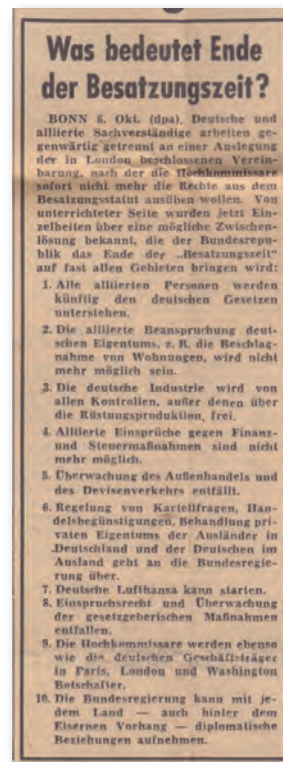 Was bedeutet Ende
der Besatzungszeit?
BONN 6. Okt. (dpa). Deutsche und
alliierte Sachverständige arbeiten ge-
genwärtig getrennt an einer Auslegung
der in London beschlossenen Verein-
barung, nach der die Hochkommissare
sofort nicht mehr die Rechte aus dem
Besatzungsstatut ausüben wollen. Von
unterrichteter Seite wurden jetzt Ein-
zelheiten über eine mögliche Zwischen-
lösung bekannt, die der Bundesrepu-
blik das Ende der „Besatzungszeit“
auf fast allen Gebieten bringen wird:
1. Alle alliierten Personen werden
künftig den deutschen Gesetzen
unterstehen.
2. Die alliierte Beanspruchung deut-
schen Eigentums, z. B. die Beschlag-
nahme von Wohnungen, wird nicht
mehr möglich sein.
3. Die deutsche Industrie wird von
allen Kontrollen, außer denen über
die Rüstungsproduktion, frei.
4. Alliierte Einsprüche gegen Finanz-
und Steuermaßnahmen sind nicht
mehr möglich.
5. Überwachung des Außenhandels und
des Devisenverkehrs entfällt.
6. Regelung von Kartellfragen, Han-
delsbegünstigungen, Behandlung pri-
vaten Eigentums der Ausländer in
Deutschland und der Deutschen im
Ausland geht an die Bundesregie-
rung über.
7. Deutsche Lufthansa kann starten.
8. Einspruchsrecht und Überwachung
der gesetzgeberischen Maßnahmen
entfallen.
9. Die Hochkommissare werden ebenso
wie die deutschen Geschäftsträger
in Paris, London und Washington
Botschafter.
10. Die Bundesregierung kann mit je-
dem Land — auch hinter dem
Eisernen Vorhang — diplomatische
Beziehungen aufnehmen.